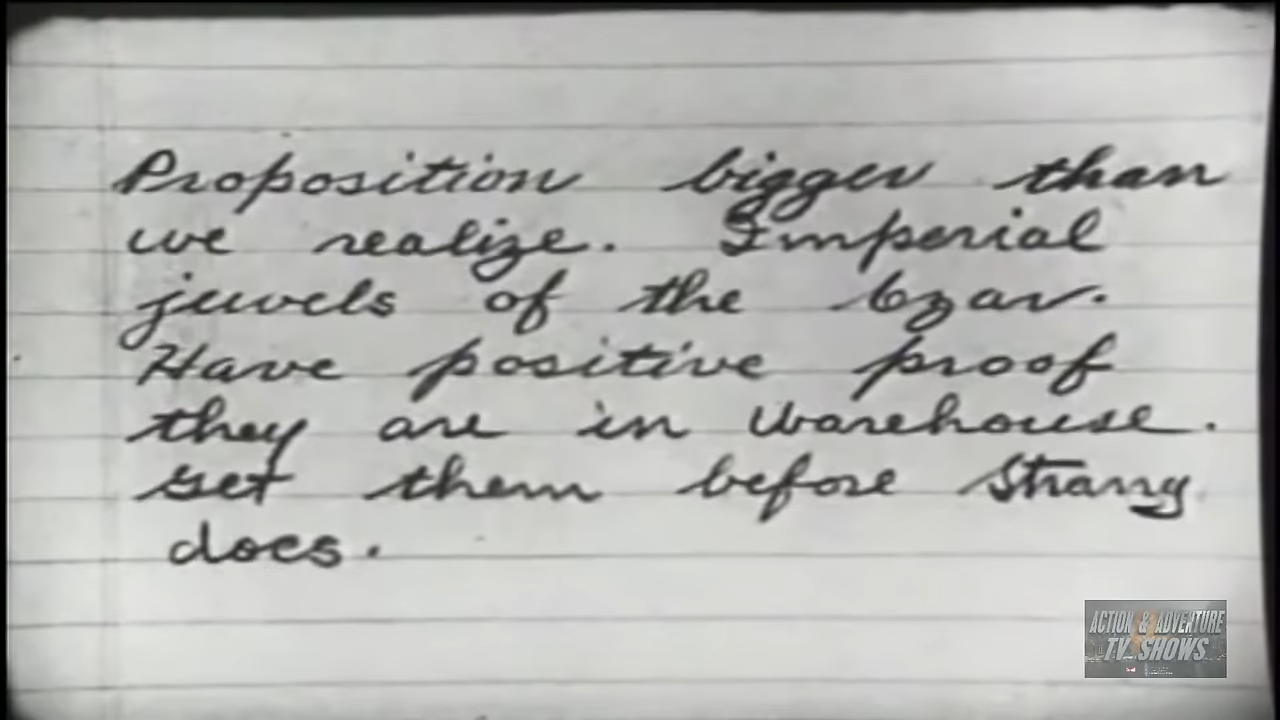 Proposition bigger than
we realize. Imperial
jewels of the Czar.
Have positive proof
they are in warehouse.
Get them before Strang
does.
ACTION & ADVENTURE
TV SHOWS